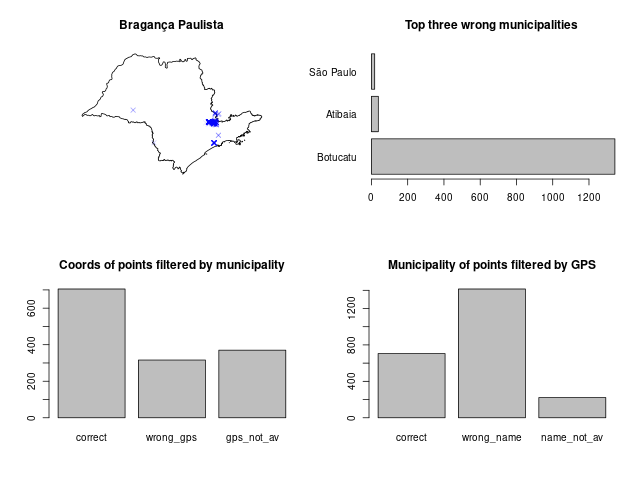 Bragança Paulista
Top three wrong municipalities
São Paulo
Atibaia
Botucatu
0 200 400 600 800 1000 1200
Coords of points filtered by municipality
600
400
200
0
correct wrong_gps gps_not_av
Municipality of points filtered by GPS
1200
800
400
0
correct wrong_name name_not_av